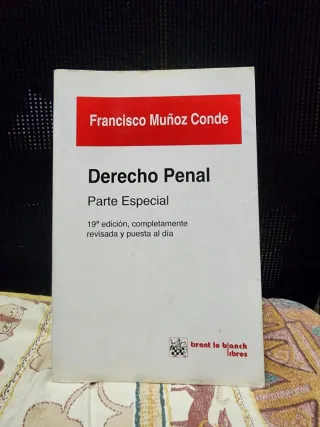 Francisco Muñoz Conde
Derecho Penal
Parte Especial
19ª edición, completamente
revisada y puesta al día
tirant lo blanch
libros